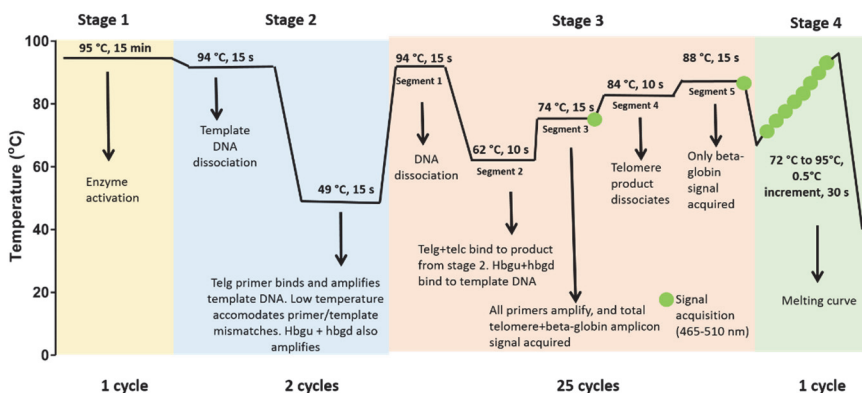 Stage 1
Stage 2
Stage 3
Stage 4
Temperature (°C)
100
80
60
40
20
0
95 °C, 15 min
Enzyme
activation
94 °C, 15 s
Template
DNA
dissociation
49 °C, 15 s
Telg primer binds and amplifies
template DNA. Low temperature
accomodates primer/template
mismatches. Hbgu + hbgd also
amplifies
94 °C, 15 s
Segment 1
DNA
dissociation
62 °C, 10 s
Segment 2
Telg+telc bind to product
from stage 2. Hbgu+hbgd
bind to template DNA
74 °C, 15 s
Segment 3
All primers amplify, and total
telomere+beta-globin amplicon
signal acquired
84 °C, 10 s
Segment 4
Telomere
product
dissociates
88 °C, 15 s
Segment 5
Only beta-
globin
signal
acquired
Signal
acquisition
(465-510 nm)
72 °C to 95°C,
0.5°C
increment, 30 s
Melting curve
1 cycle
2 cycles
25 cycles
1 cycle